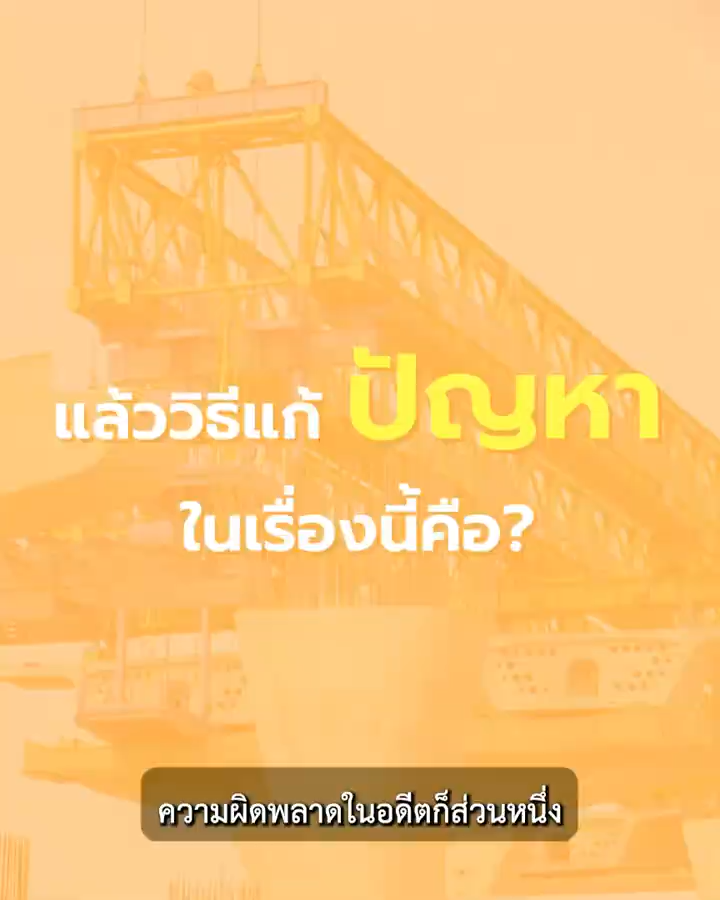 แล้ววิธีแก้ ปัญหา
ในเรื่องนี้คือ?
ความผิดพลาดในอดีตก็ส่วนหนึ่ง